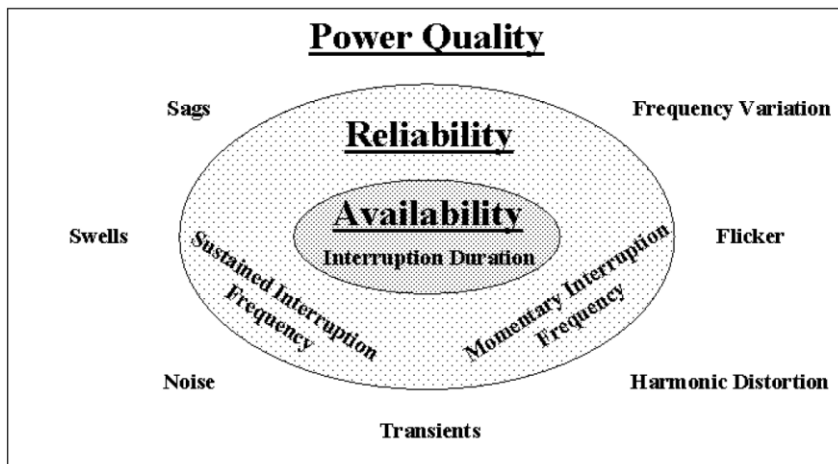 Power Quality
Sags
Frequency Variation
Reliability
Availability
Interruption Duration
Swells
Flicker
Sustained Interruption
Frequency
Momentary Interruption
Frequency
Noise
Harmonic Distortion
Transients